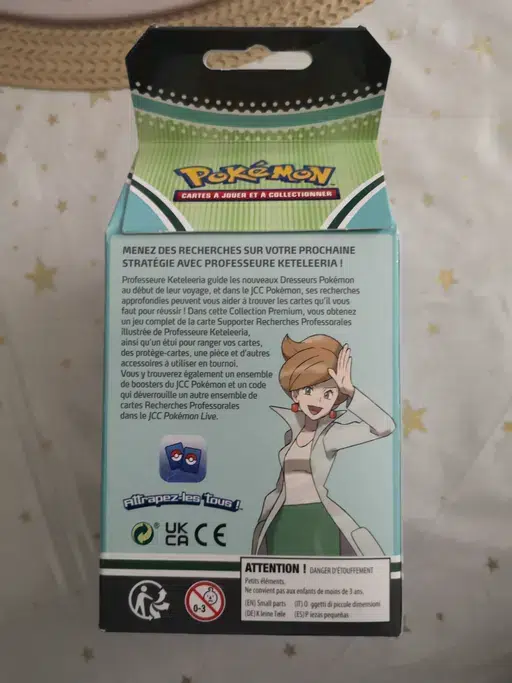 POKÉMON
CARTES À JOUER ET À COLLECTIONNER
MENEZ DES RECHERCHES SUR VOTRE PROCHAINE
STRATÉGIE AVEC PROFESSEURE KETELEERIA !
Professeure Keteleeria guide les nouveaux Dresseurs Pokémon
au début de leur voyage, et dans le JCC Pokémon, ses recherches
approfondies peuvent vous aider à trouver les cartes qu'il vous
faut pour réussir ! Dans cette Collection Premium, vous obtenez
un jeu complet de la carte Supporter Recherches Professorales
illustrée de Professeure Keteleeria,
ainsi qu'un étui pour ranger vos cartes,
des protège-cartes, une pièce et d'autres
accessoires à utiliser en tournoi.
Vous y trouverez également un ensemble
de boosters du JCC Pokémon et un code
qui déverrouille un autre ensemble de
cartes Recherches Professorales
dans le JCC Pokémon Live.
Attrapez-les tous !
UK
CA CE
ATTENTION ! DANGER D'ÉTOUFFEMENT
Petits éléments.
Ne convient pas aux enfants de moins de 3 ans.
(EN) Small parts (IT) O ggetti di piccole dimensioni
(DE) K leine Teile (ES) P iezas pequeñas
0-3